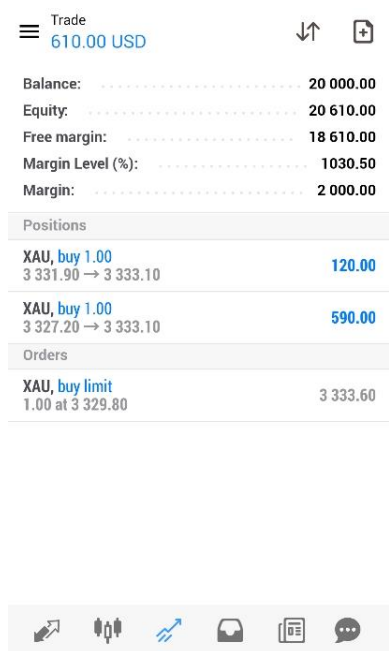 Trade
610.00 USD
Balance: 20 000.00
Equity: 20 610.00
Free margin: 18 610.00
Margin Level (%): 1030.50
Margin: 2 000.00
Positions
XAU, buy 1.00 120.00
3 331.90 → 3 333.10
XAU, buy 1.00 590.00
3 327.20 → 3 333.10
Orders
XAU, buy limit 3 333.60
1.00 at 3 329.80